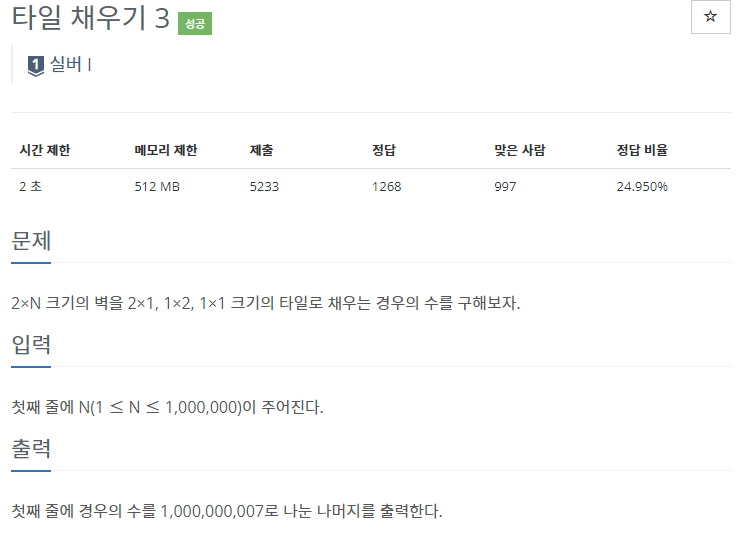 타일 채우기 3 성공
1 실버 I
시간 제한 메모리 제한 제출 정답 맞은 사람 정답 비율
2 초 512 MB 5233 1268 997 24.950%
문제
2×N 크기의 벽을 2×1, 1×2, 1×1 크기의 타일로 채우는 경우의 수를 구해보자.
입력
첫째 줄에 N(1 ≤ N ≤ 1,000,000)이 주어진다.
출력
첫째 줄에 경우의 수를 1,000,000,007로 나눈 나머지를 출력한다.